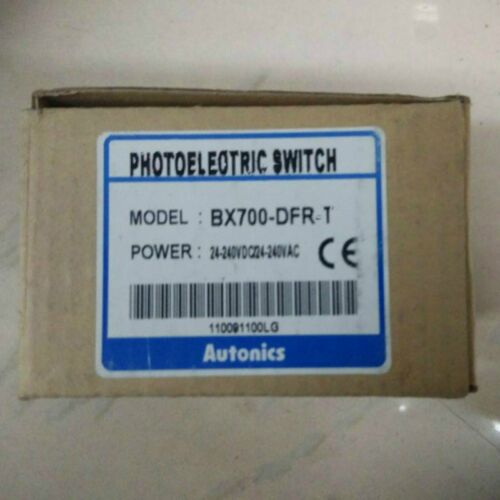 PHOTOELECTRIC SWITCH
MODEL : BX700-DFR-T
POWER : 24-240VDC/24-240VAC CE
110091100LG
Autonics